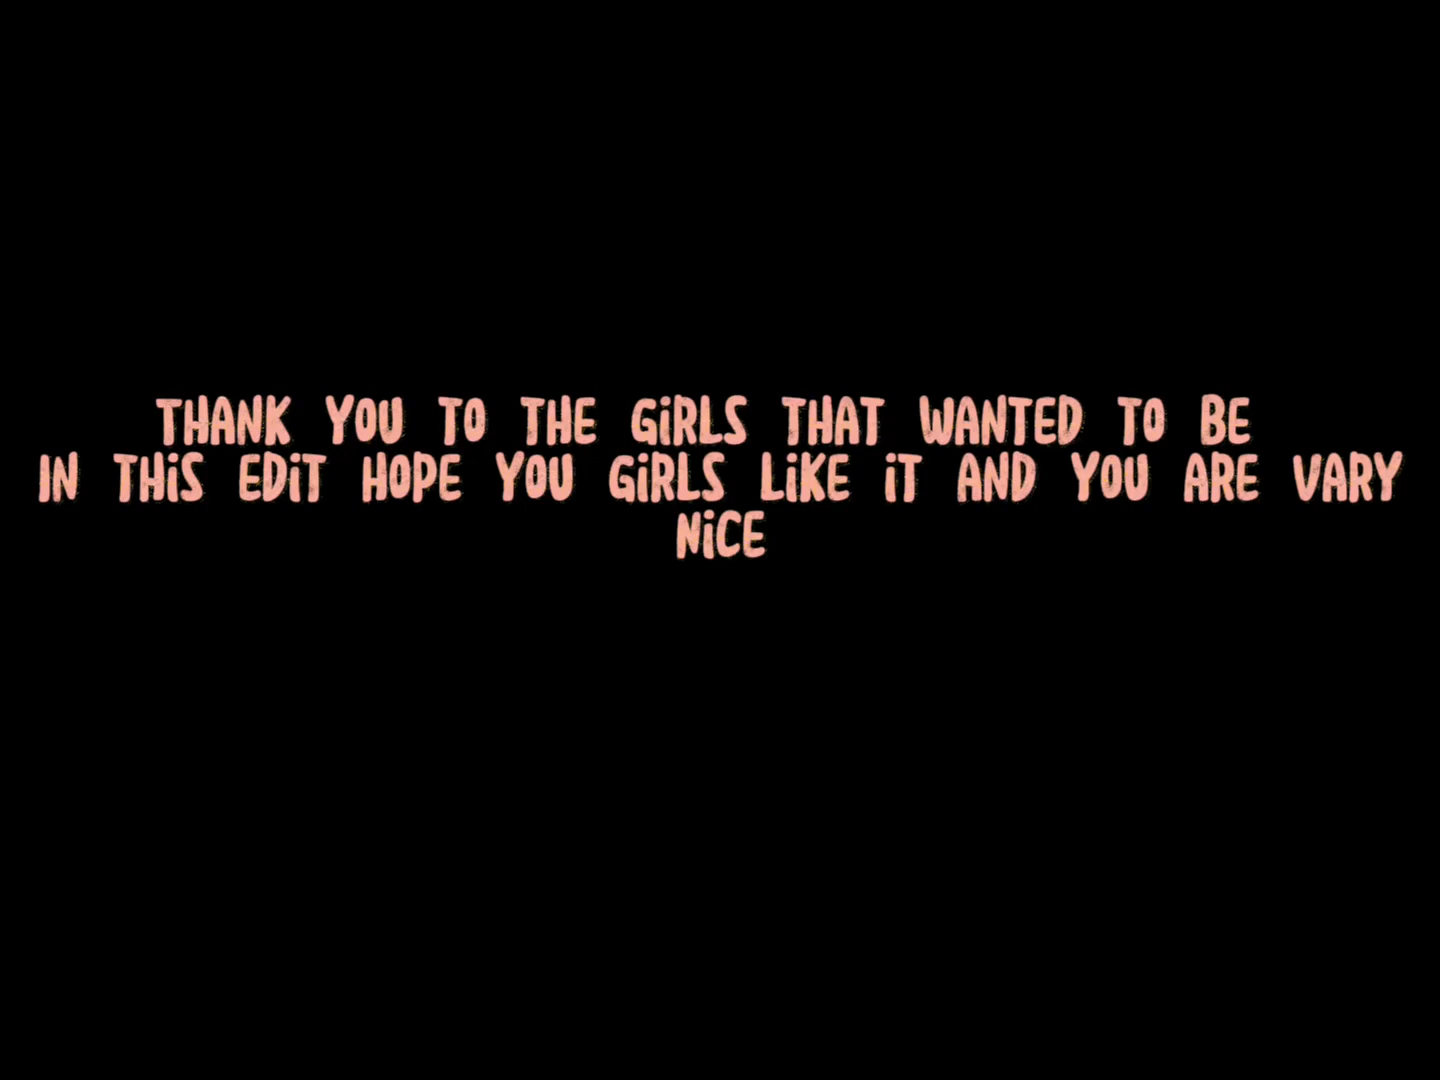 THANK YOU TO THE GiRLS THAT WANTED TO BE
IN THiS EDiT HOPE YOU GiRLS LiKE iT AND YOU ARE VARY
NiCE